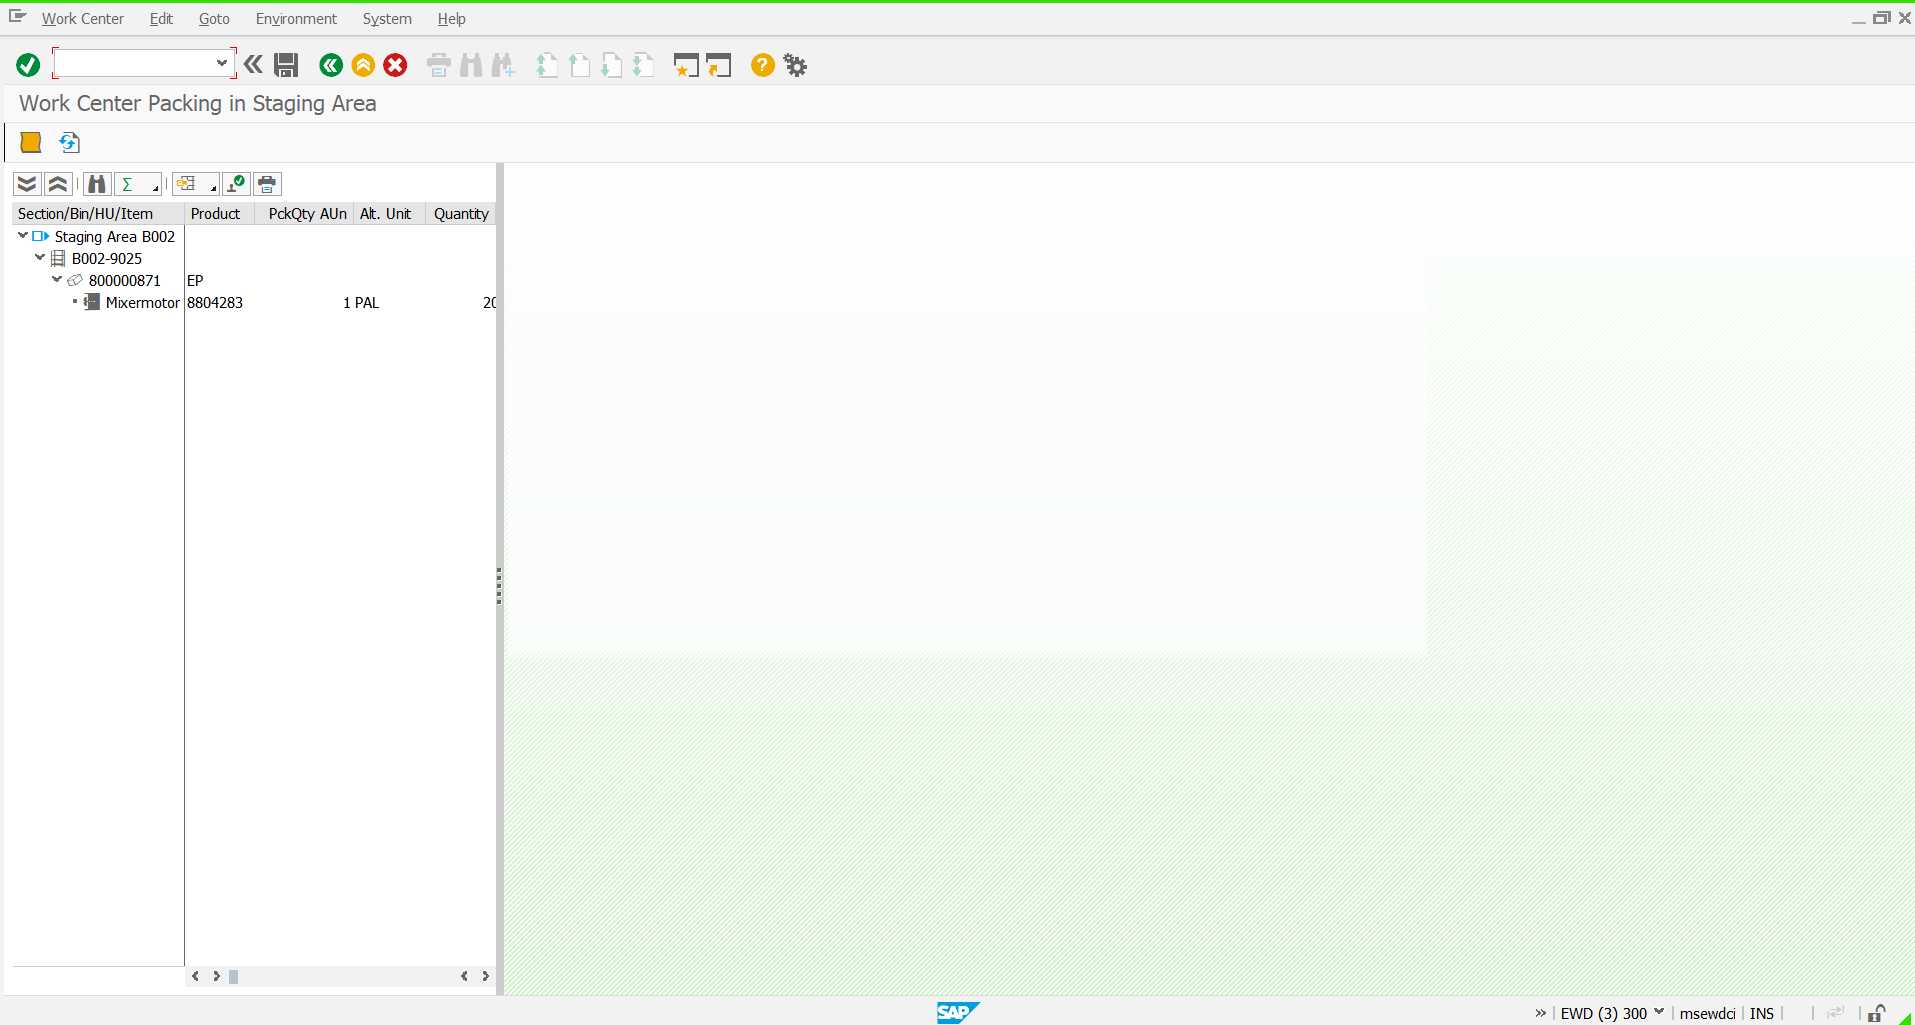 Work Center Edit Goto Environment System Help
Work Center Packing in Staging Area
Section/Bin/HU/Item Product PckQty AUn Alt. Unit Quantity
Staging Area B002
B002-9025
800000871 EP
Mixermotor 8804283 1 PAL 20
SAP EWD (3) 300 msewdci INS